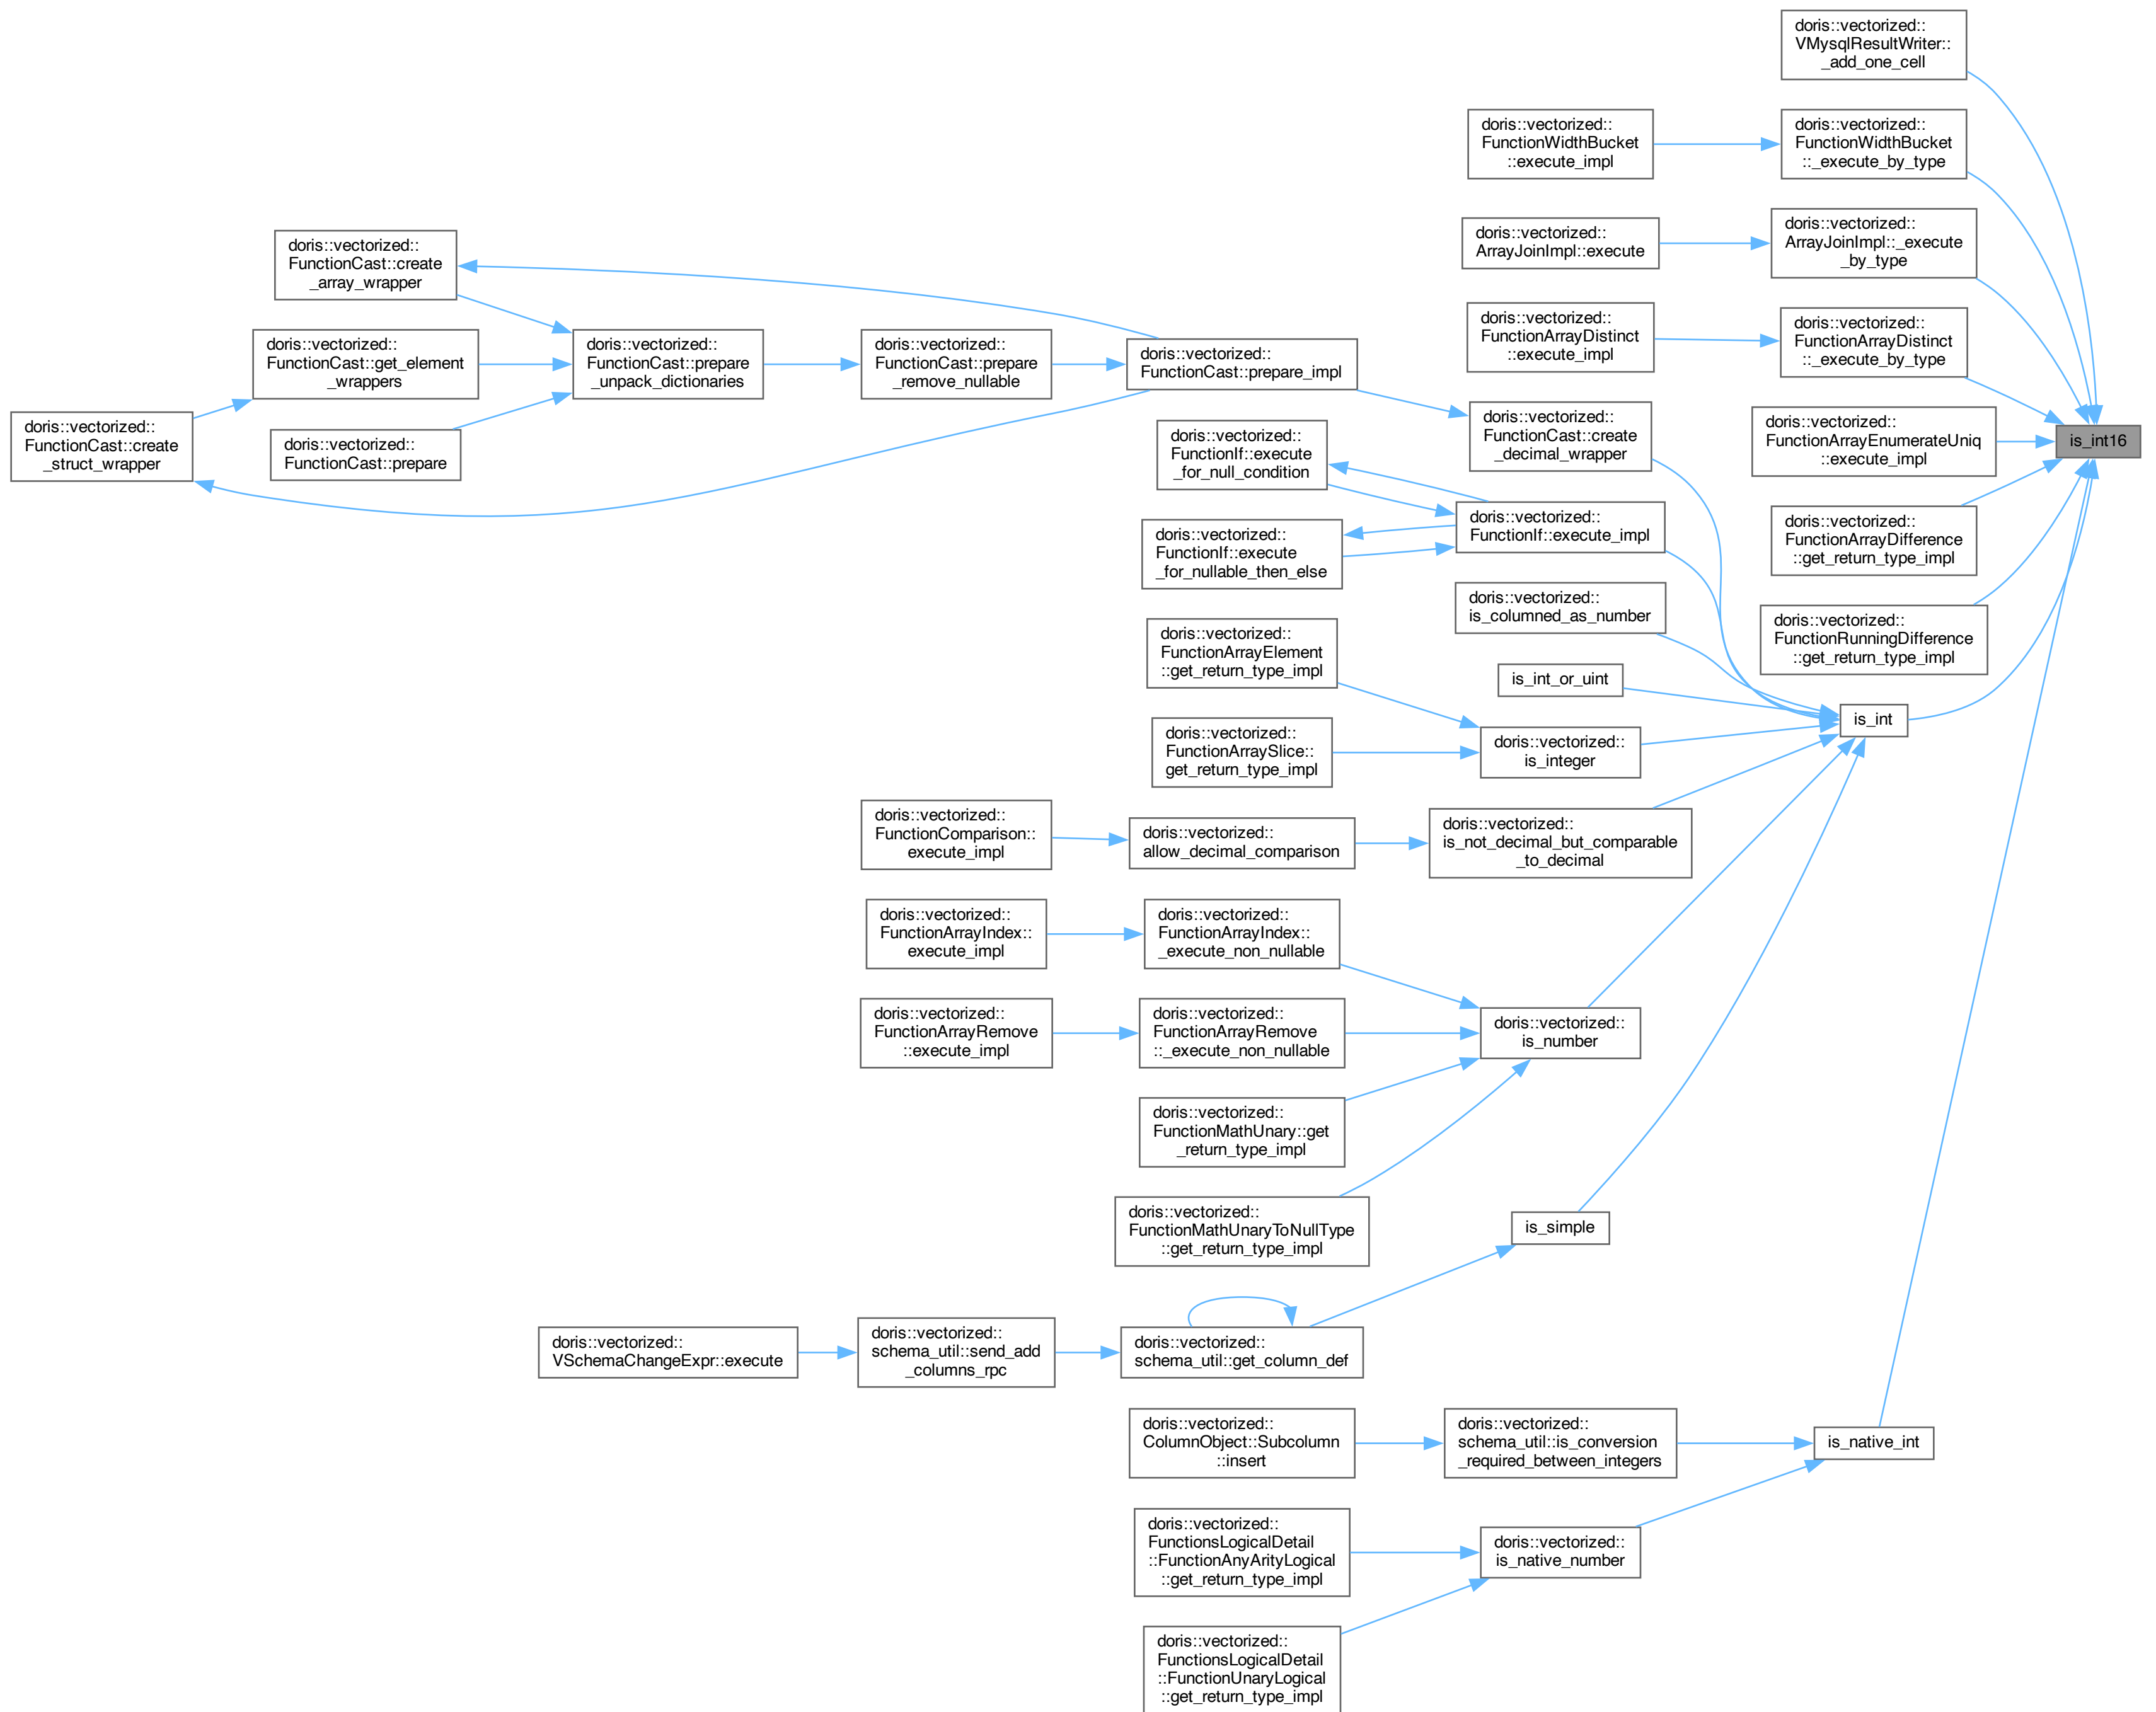 doris::vectorized::
VMysqlResultWriter::
_add_one_cell
doris::vectorized::
FunctionWidthBucket
::execute_impl
doris::vectorized::
FunctionWidthBucket
::_execute_by_type
doris::vectorized::
ArrayJoinImpl::execute
doris::vectorized::
ArrayJoinImpl::_execute
_by_type
doris::vectorized::
FunctionCast::create
_array_wrapper
doris::vectorized::
FunctionArrayDistinct
::execute_impl
doris::vectorized::
FunctionArrayDistinct
::_execute_by_type
doris::vectorized::
FunctionCast::get_element
_wrappers
doris::vectorized::
FunctionCast::prepare
_unpack_dictionaries
doris::vectorized::
FunctionCast::prepare
_remove_nullable
doris::vectorized::
FunctionCast::prepare_impl
doris::vectorized::
FunctionCast::create
_struct_wrapper
doris::vectorized::
FunctionCast::prepare
doris::vectorized::
FunctionIf::execute
_for_null_condition
doris::vectorized::
FunctionCast::create
_decimal_wrapper
doris::vectorized::
FunctionArrayEnumerateUniq
::execute_impl
is_int16
doris::vectorized::
FunctionIf::execute
_for_nullable_then_else
doris::vectorized::
FunctionIf::execute_impl
doris::vectorized::
FunctionArrayDifference
::get_return_type_impl
doris::vectorized::
is_columned_as_number
doris::vectorized::
FunctionRunningDifference
::get_return_type_impl
doris::vectorized::
FunctionArrayElement
::get_return_type_impl
is_int_or_uint
is_int
doris::vectorized::
FunctionArraySlice::
get_return_type_impl
doris::vectorized::
is_integer
doris::vectorized::
FunctionComparison::
execute_impl
doris::vectorized::
allow_decimal_comparison
doris::vectorized::
is_not_decimal_but_comparable
_to_decimal
doris::vectorized::
FunctionArrayIndex::
execute_impl
doris::vectorized::
FunctionArrayIndex::
_execute_non_nullable
doris::vectorized::
FunctionArrayRemove
::execute_impl
doris::vectorized::
FunctionArrayRemove
::_execute_non_nullable
doris::vectorized::
is_number
doris::vectorized::
FunctionMathUnary::get
_return_type_impl
doris::vectorized::
FunctionMathUnaryToNullType
::get_return_type_impl
is_simple
doris::vectorized::
VSchemaChangeExpr::execute
doris::vectorized::
schema_util::send_add
_columns_rpc
doris::vectorized::
schema_util::get_column_def
doris::vectorized::
ColumnObject::Subcolumn
::insert
doris::vectorized::
schema_util::is_conversion
_required_between_integers
is_native_int
doris::vectorized::
FunctionsLogicalDetail
::FunctionAnyArityLogical
::get_return_type_impl
doris::vectorized::
is_native_number
doris::vectorized::
FunctionsLogicalDetail
::FunctionUnaryLogical
::get_return_type_impl